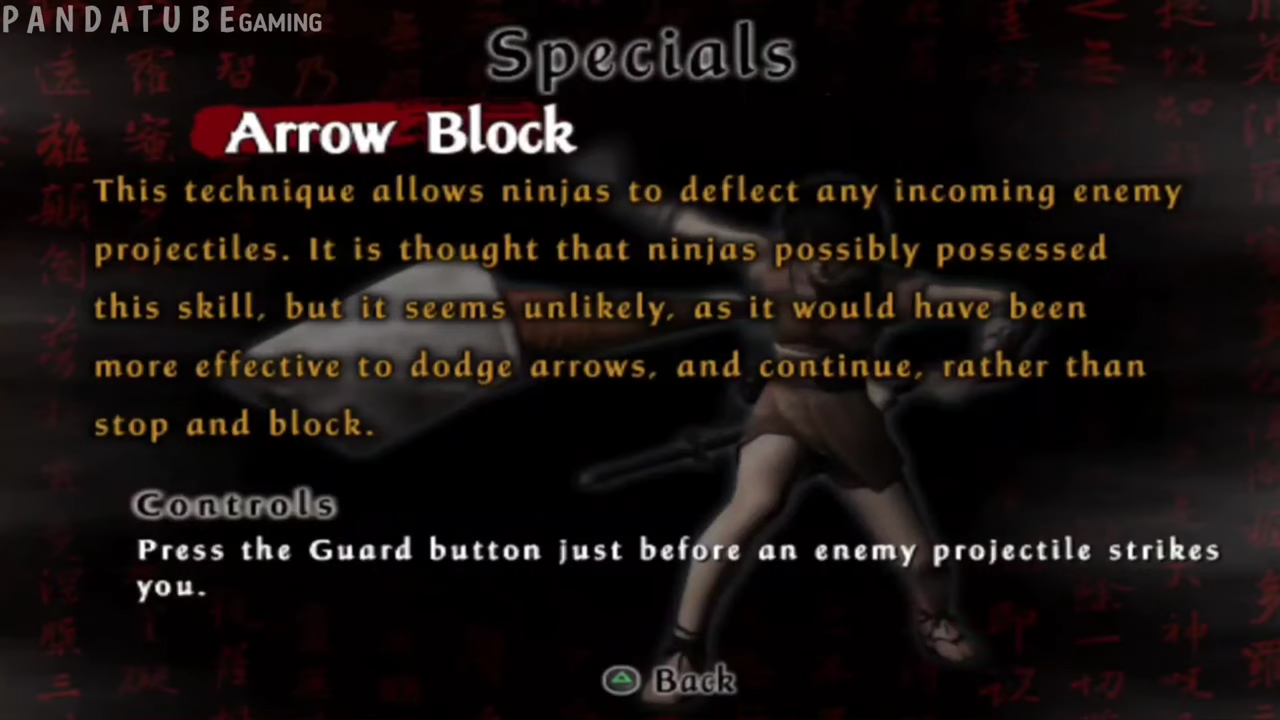 PANDATUBEGAMING
Specials
Arrow Block
This technique allows ninjas to deflect any incoming enemy
projectiles. It is thought that ninjas possibly possessed
this skill, but it seems unlikely, as it would have been
more effective to dodge arrows, and continue, rather than
stop and block.
Controls
Press the Guard button just before an enemy projectile strikes
you.
Back